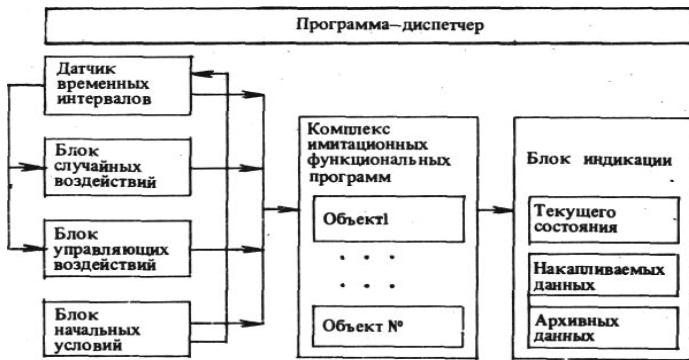 Программа—диспетчер
Датчик
временных
интервалов
Блок
случайных
воздействий
Блок
управляющих
воздействий
Блок
начальных
условий
Комплекс
имитационных
функциональных
программ
Объект1
. . .
. . .
Объект №
Блок индикации
Текущего
состояния
Накапливаемых
данных
Архивных
данных